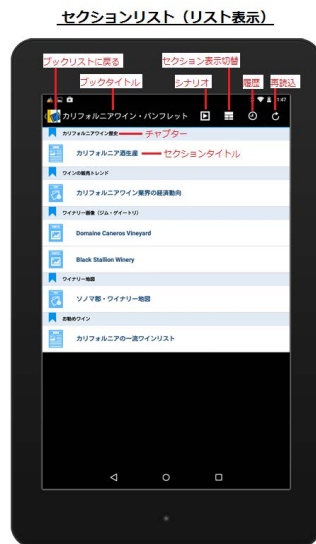 セクションリスト（リスト表示）
ブックリストに戻る
セクション表示切替
ブックタイトル
シナリオ
履歴
再読込
1:47
カリフォルニアワイン・パンフレット
カリフォルニアワイン歴史
チャプター
カリフォルニア酒生産
セクションタイトル
ワインの販売トレンド
カリフォルニアワイン業界の経済動向
ワイナリー画像（ジム・ゲイートリ）
Domaine Caneros Vineyard
Black Stallion Winery
ワイナリー地図
ソノマ郡・ワイナリー地図
お勧めワイン
カリフォルニアの一流ワインリスト